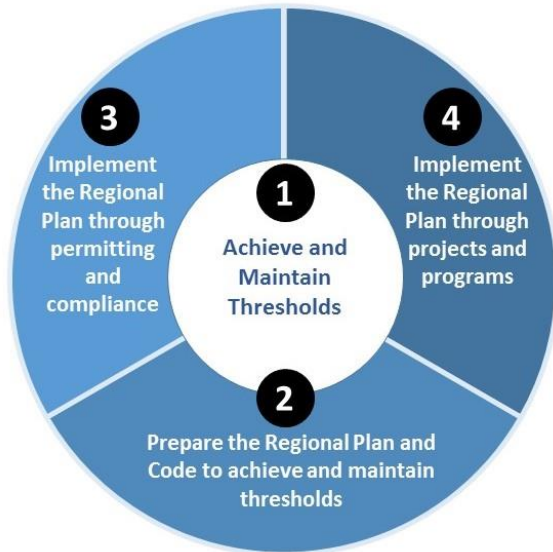 3
Implement
the Regional
Plan through
permitting
and
compliance
4
Implement
the Regional
Plan through
projects and
programs
1
Achieve and
Maintain
Thresholds
2
Prepare the Regional Plan and
Code to achieve and maintain
thresholds